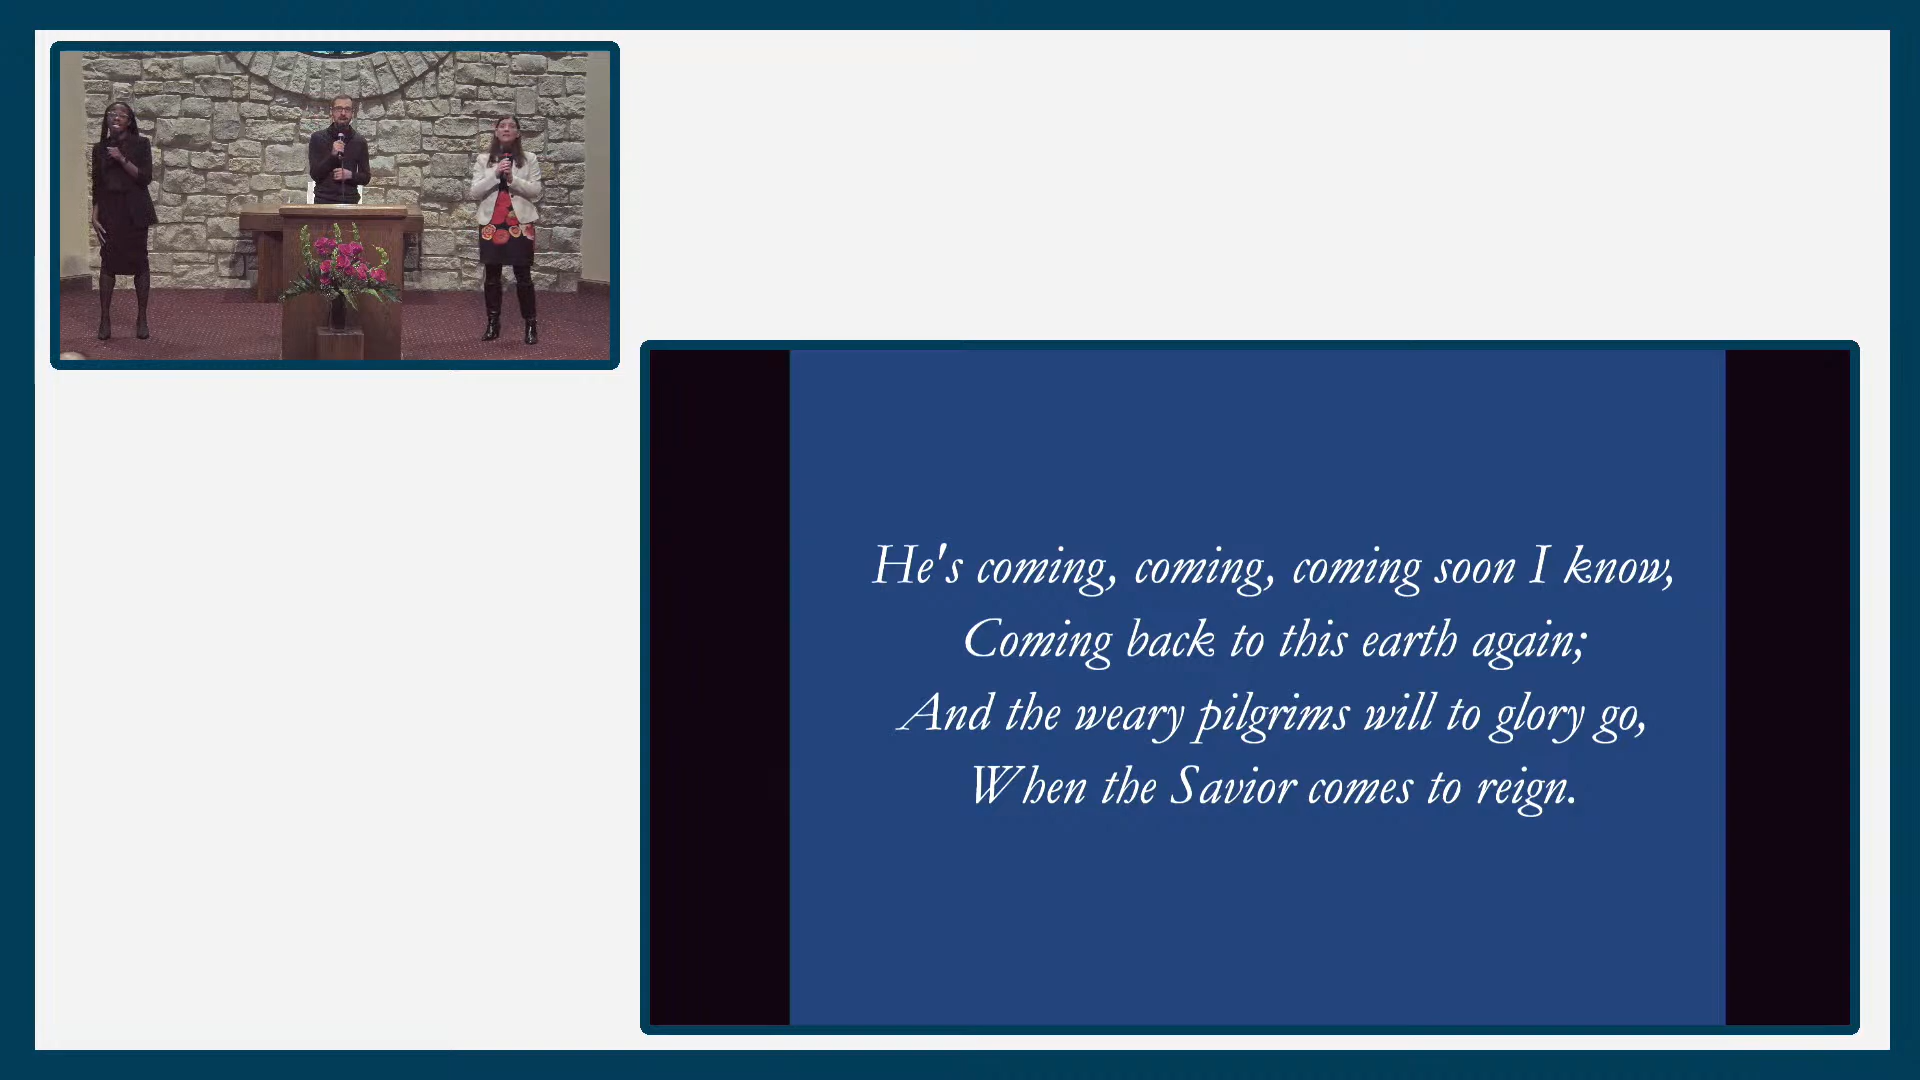 He's coming, coming, coming soon I know,
Coming back to this earth again;
And the weary pilgrims will to glory go,
When the Savior comes to reign.